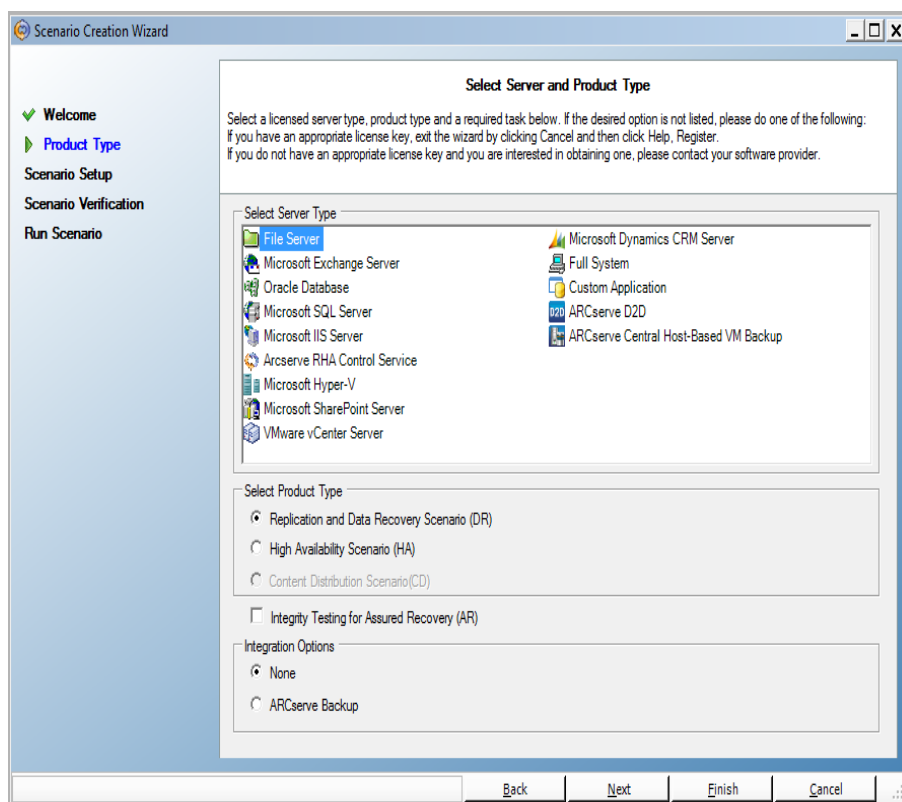 Scenario Creation Wizard
Welcome
Product Type
Scenario Setup
Scenario Verification
Run Scenario
Select Server and Product Type
Select a licensed server type, product type and a required task below. If the desired option is not listed, please do one of the following:
If you have an appropriate license key, exit the wizard by clicking Cancel and then click Help, Register.
If you do not have an appropriate license key and you are interested in obtaining one, please contact your software provider.
Select Server Type
File Server
Microsoft Exchange Server
Oracle Database
Microsoft SQL Server
Microsoft IIS Server
Arcserve RHA Control Service
Microsoft Hyper-V
Microsoft SharePoint Server
VMware vCenter Server
Microsoft Dynamics CRM Server
Full System
Custom Application
D2D ARCserve D2D
ARCserve Central Host-Based VM Backup
Select Product Type
Replication and Data Recovery Scenario (DR)
High Availability Scenario (HA)
Content Distribution Scenario(CD)
Integrity Testing for Assured Recovery (AR)
Integration Options
None
ARCserve Backup
Back Next Finish Cancel